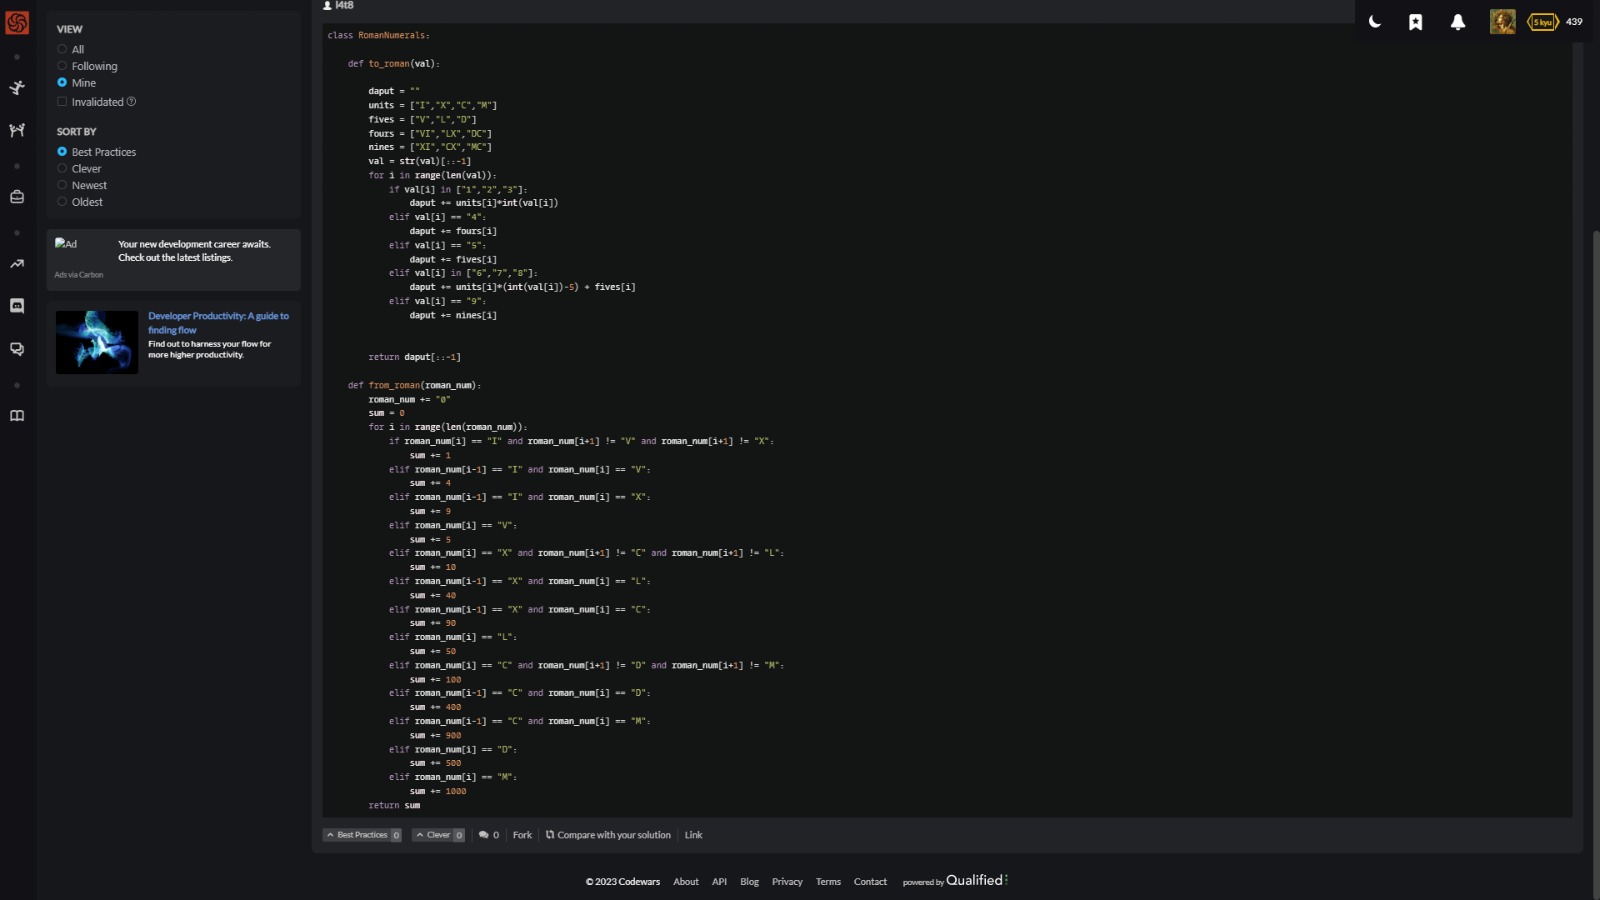 VIEW
All
Following
Mine
Invalidated
SORT BY
Best Practices
Clever
Newest
Oldest
Ad
Your new development career awaits.
Check out the latest listings.
Ads via Carbon
Developer Productivity: A guide to
finding flow
Find out to harness your flow for
more higher productivity.
l4t8
5 kyu
439
class RomanNumerals:
    def to_roman(val):
        daput = ""
        units = ["I","X","C","M"]
        fives = ["V","L","D"]
        fours = ["VI","LX","DC"]
        nines = ["XI","CX","MC"]
        val = str(val)[::-1]
        for i in range(len(val)):
            if val[i] in ["1","2","3"]:
                daput += units[i]*int(val[i])
            elif val[i] == "4":
                daput += fours[i]
            elif val[i] == "5":
                daput += fives[i]
            elif val[i] in ["6","7","8"]:
                daput += units[i]*(int(val[i])-5) + fives[i]
            elif val[i] == "9":
                daput += nines[i]
        return daput[::-1]
    def from_roman(roman_num):
        roman_num += "0"
        sum = 0
        for i in range(len(roman_num)):
            if roman_num[i] == "I" and roman_num[i+1] != "V" and roman_num[i+1] != "X":
                sum += 1
            elif roman_num[i-1] == "I" and roman_num[i] == "V":
                sum += 4
            elif roman_num[i-1] == "I" and roman_num[i] == "X":
                sum += 9
            elif roman_num[i] == "V":
                sum += 5
            elif roman_num[i] == "X" and roman_num[i+1] != "C" and roman_num[i+1] != "L":
                sum += 10
            elif roman_num[i-1] == "X" and roman_num[i] == "L":
                sum += 40
            elif roman_num[i-1] == "X" and roman_num[i] == "C":
                sum += 90
            elif roman_num[i] == "L":
                sum += 50
            elif roman_num[i] == "C" and roman_num[i+1] != "D" and roman_num[i+1] != "M":
                sum += 100
            elif roman_num[i-1] == "C" and roman_num[i] == "D":
                sum += 400
            elif roman_num[i-1] == "C" and roman_num[i] == "M":
                sum += 900
            elif roman_num[i] == "D":
                sum += 500
            elif roman_num[i] == "M":
                sum += 1000
        return sum
Best Practices 0 Clever 0 0 Fork Compare with your solution Link
© 2023 Codewars About API Blog Privacy Terms Contact powered by Qualified